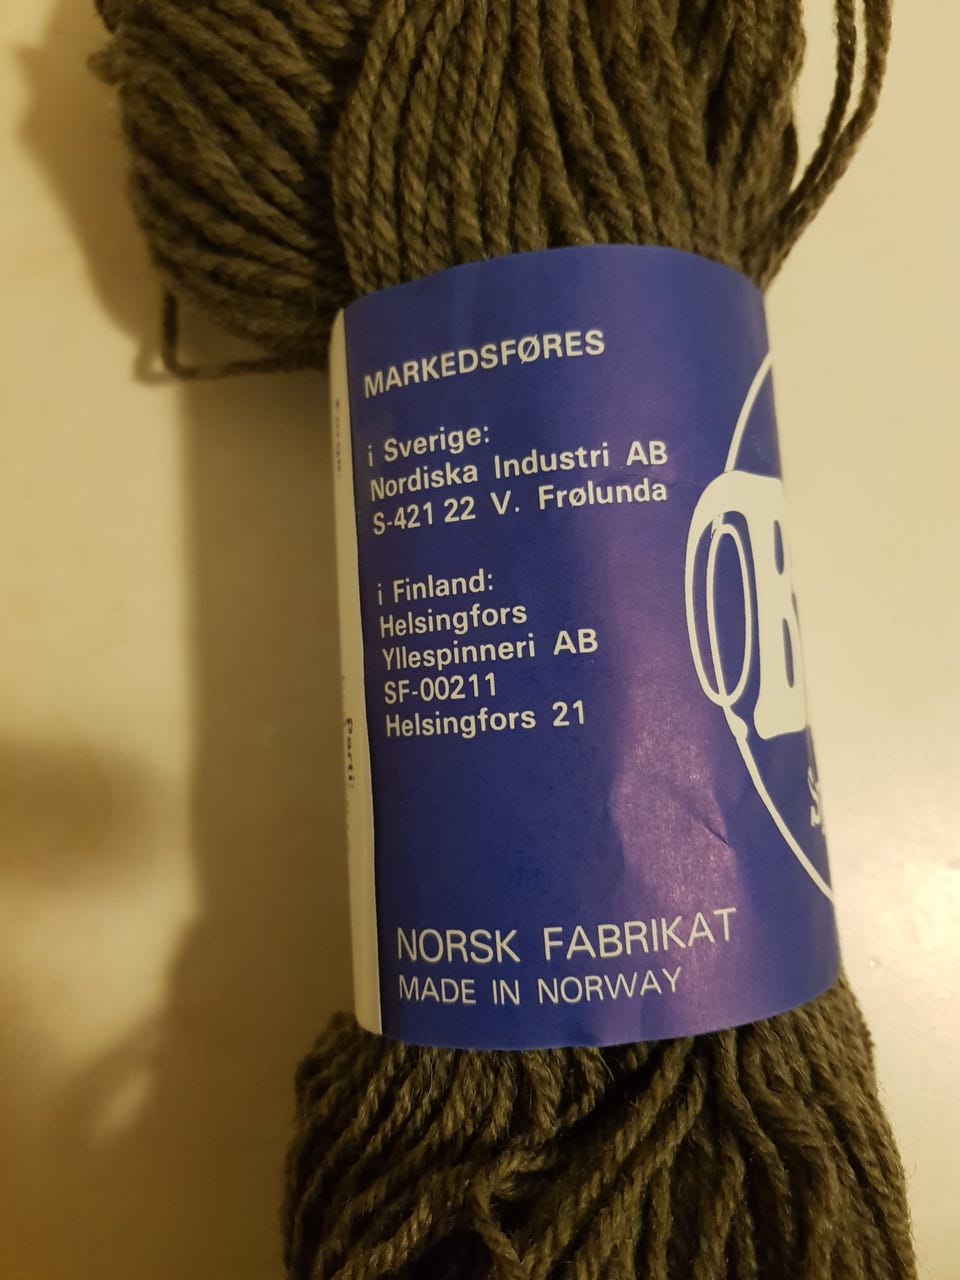 MARKEDSFØRES
i Sverige:
Nordiska Industri AB
S-421 22 V. Frølunda
i Finland:
Helsingfors
Yllespinneri AB
SF-00211
Helsingfors 21
NORSK FABRIKAT
MADE IN NORWAY
Parti:
B